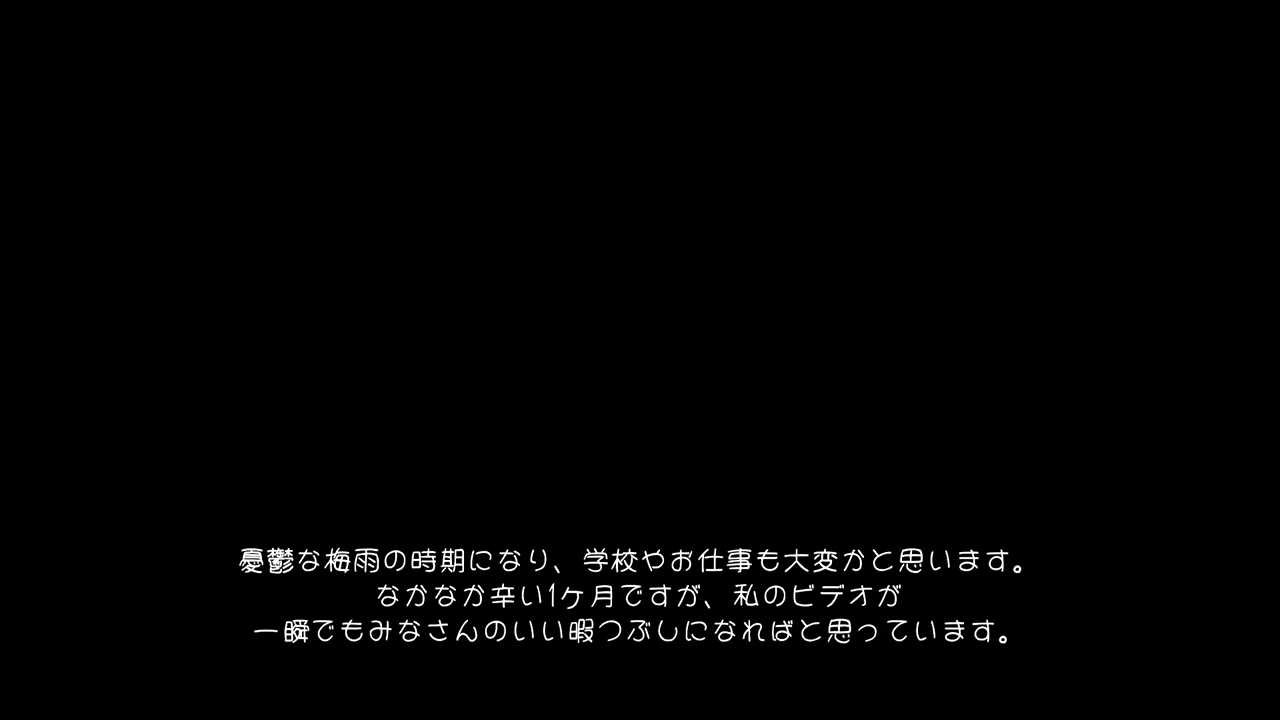 憂鬱な梅雨の時期になり、学校やお仕事も大変かと思います。
なかなか辛い1ヶ月ですが、私のビデオが
一瞬でもみなさんのいい暇つぶしになればと思っています。